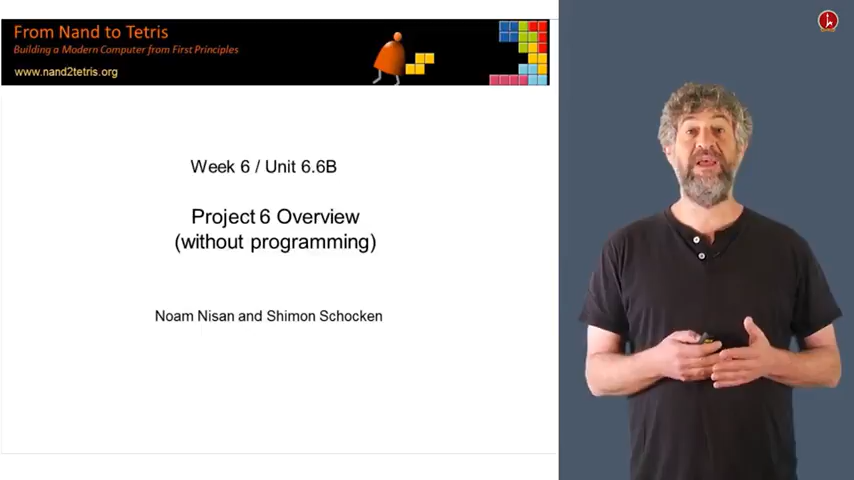 From Nand to Tetris
Building a Modern Computer from First Principles
www.nand2tetris.org
Week 6 / Unit 6.6B
Project 6 Overview
(without programming)
Noam Nisan and Shimon Schocken